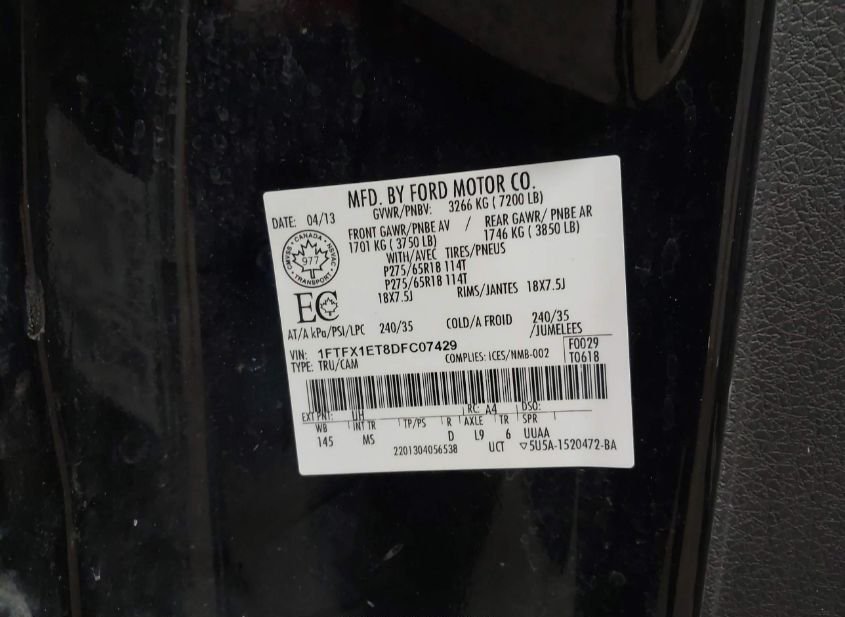 MFD. BY FORD MOTOR CO.
DATE: 04/13 GVWR/PNBV: 3266 KG ( 7200 LB)
FRONT GAWR/PNBE AV / REAR GAWR/ PNBE AR
1701 KG ( 3750 LB) 1746 KG ( 3850 LB)
WITH/AVEC TIRES/PNEUS
P275/65R18 114T
P275/65R18 114T
18X7.5J RIMS/JANTES 18X7.5J
CANADA
977
TRANSPORT
EC
AT/A kPa/PSI/LPC 240/35 COLD/A FROID 240/35
/JUMELEES
VIN: 1FTFX1ET8DFC07429 F0029
TYPE: TRU/CAM COMPLIES: ICES/NMB-002 T0618
EXT PNT: UH RC: A4 DSO:
WB INT TR TP/PS R AXLE TR SPR
145 MS D L9 6 UUAA
2201304056538 UCT ▽5U5A-1520472-BA